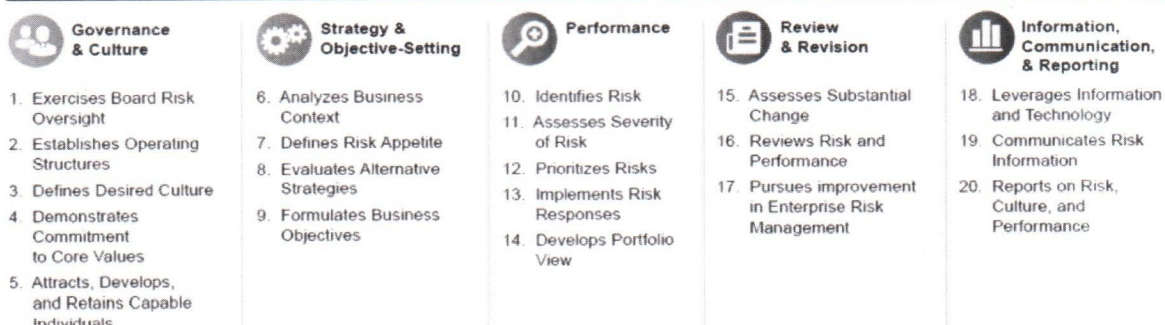 Governance
& Culture
1. Exercises Board Risk
Oversight
2. Establishes Operating
Structures
3. Defines Desired Culture
4. Demonstrates
Commitment
to Core Values
5. Attracts, Develops,
and Retains Capable
Individuals
Strategy &
Objective-Setting
6. Analyzes Business
Context
7. Defines Risk Appetite
8. Evaluates Alternative
Strategies
9. Formulates Business
Objectives
Performance
10. Identifies Risk
11. Assesses Severity
of Risk
12. Prioritizes Risks
13. Implements Risk
Responses
14. Develops Portfolio
View
Review
& Revision
15. Assesses Substantial
Change
16. Reviews Risk and
Performance
17. Pursues improvement
in Enterprise Risk
Management
Information,
Communication,
& Reporting
18. Leverages Information
and Technology
19. Communicates Risk
Information
20. Reports on Risk,
Culture, and
Performance